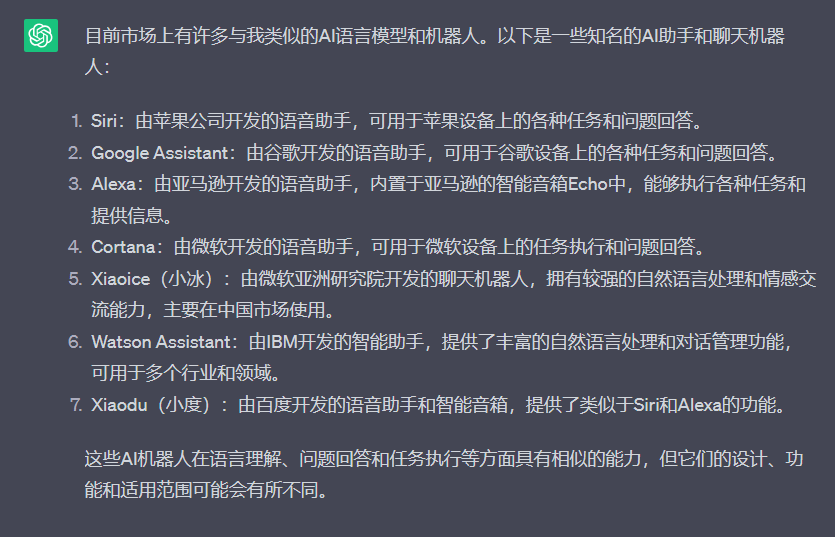 目前市场上有许多与我类似的AI语言模型和机器人。以下是一些知名的AI助手和聊天机器
人：
1. Siri：由苹果公司开发的语音助手，可用于苹果设备上的各种任务和问题回答。
2. Google Assistant：由谷歌开发的语音助手，可用于谷歌设备上的各种任务和问题回答。
3. Alexa：由亚马逊开发的语音助手，内置于亚马逊的智能音箱Echo中，能够执行各种任务和
提供信息。
4. Cortana：由微软开发的语音助手，可用于微软设备上的任务执行和问题回答。
5. Xiaoice（小冰）：由微软亚洲研究院开发的聊天机器人，拥有较强的自然语言处理和情感交
流能力，主要在中国市场使用。
6. Watson Assistant：由IBM开发的智能助手，提供了丰富的自然语言处理和对话管理功能，
可用于多个行业和领域。
7. Xiaodu（小度）：由百度开发的语音助手和智能音箱，提供了类似于Siri和Alexa的功能。
这些AI机器人在语言理解、问题回答和任务执行等方面具有相似的能力，但它们的设计、功
能和适用范围可能会有所不同。